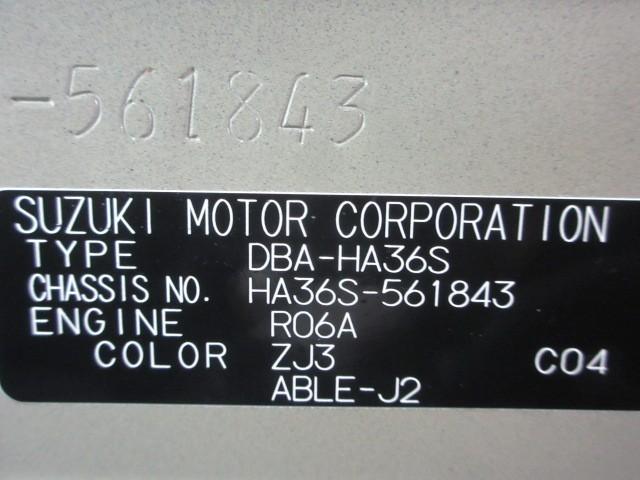 -561843
SUZUKI MOTOR CORPORATION
TYPE DBA-HA36S
CHASSIS NO. HA36S-561843
ENGINE R06A
COLOR ZJ3 C04
ABLE-J2